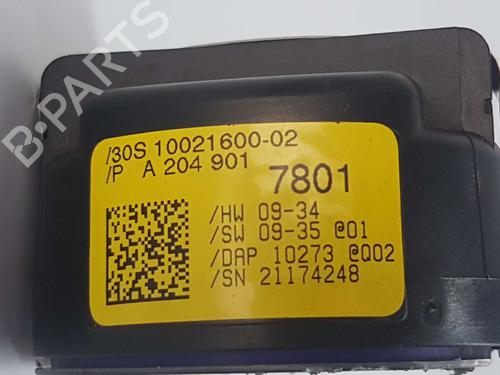 B-Parts
/30S 10021600-02
/P A 204 901 7801
/HW 09-34
/SW 09-35 @01
/DAP 10273 @Q02
/SN 21174248